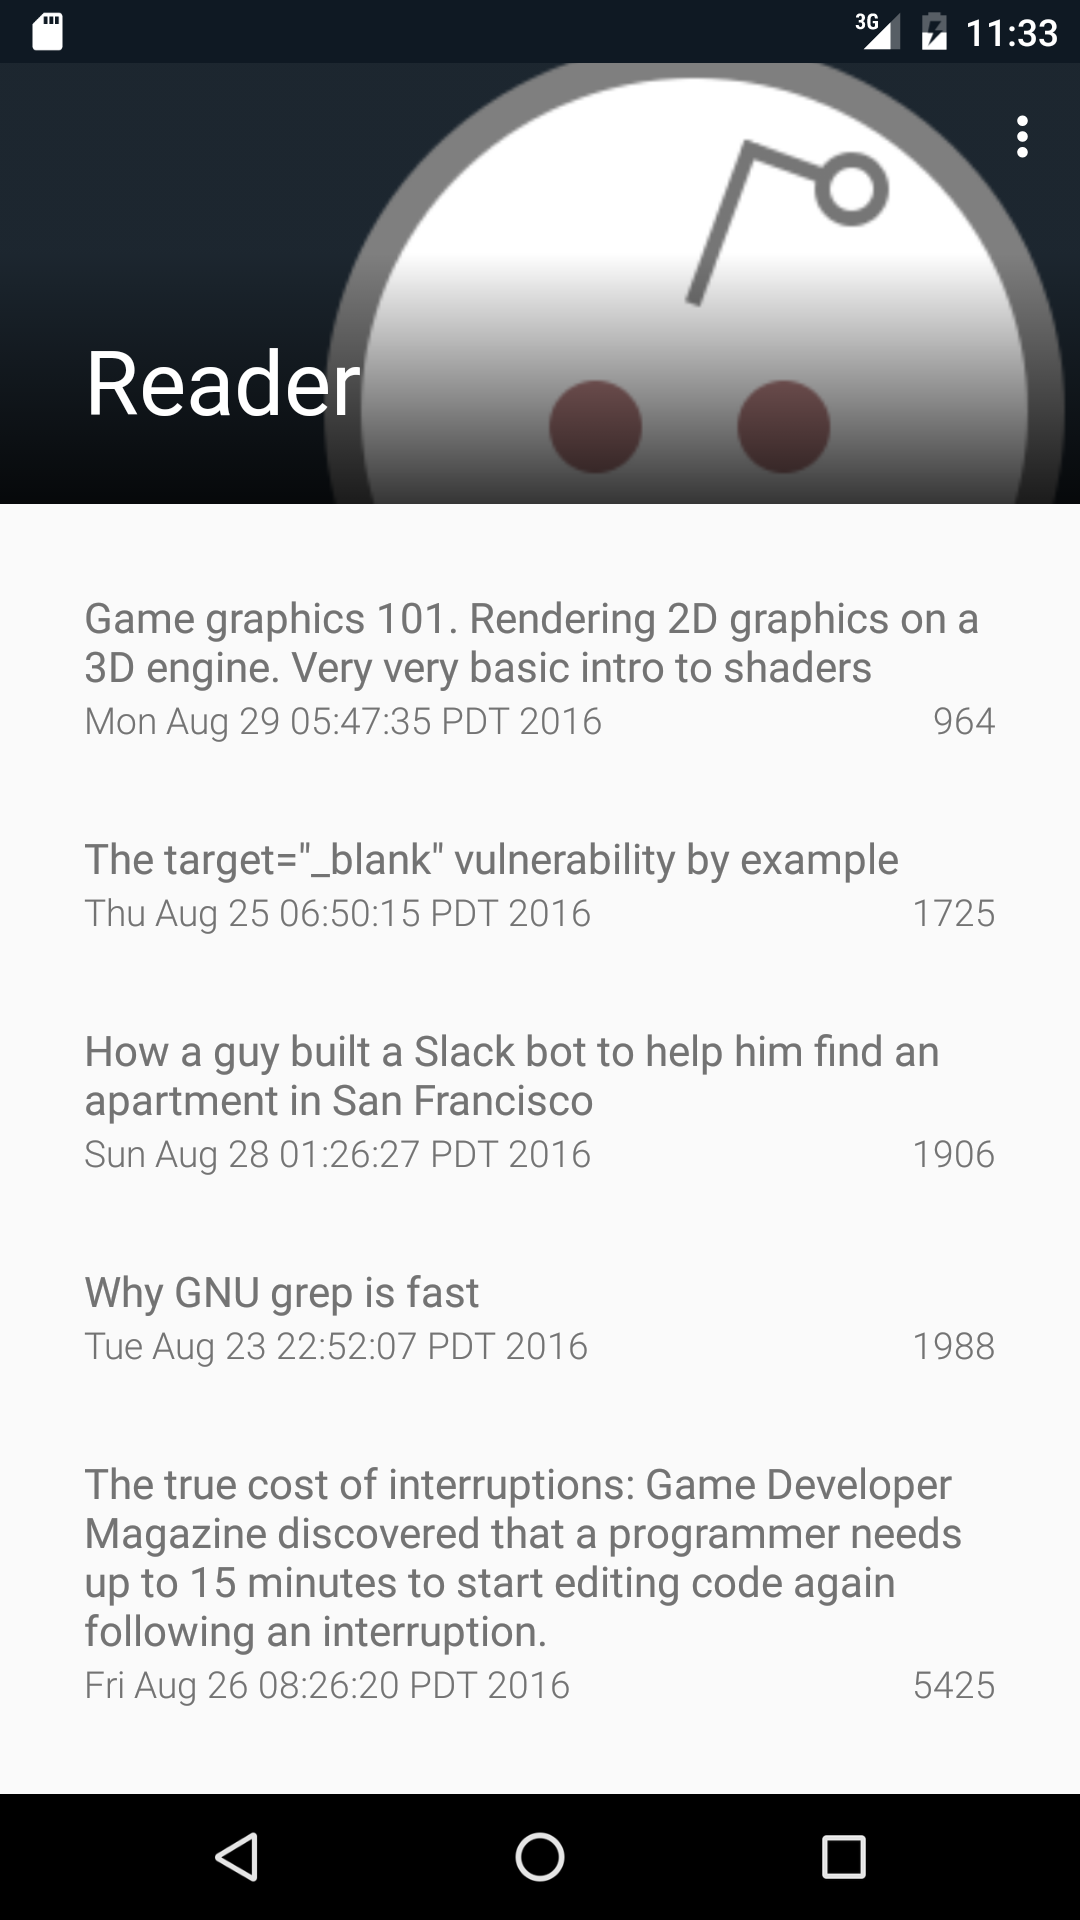 3G 11:33
Reader
Game graphics 101. Rendering 2D graphics on a
3D engine. Very very basic intro to shaders
Mon Aug 29 05:47:35 PDT 2016 964
The target="_blank" vulnerability by example
Thu Aug 25 06:50:15 PDT 2016 1725
How a guy built a Slack bot to help him find an
apartment in San Francisco
Sun Aug 28 01:26:27 PDT 2016 1906
Why GNU grep is fast
Tue Aug 23 22:52:07 PDT 2016 1988
The true cost of interruptions: Game Developer
Magazine discovered that a programmer needs
up to 15 minutes to start editing code again
following an interruption.
Fri Aug 26 08:26:20 PDT 2016 5425